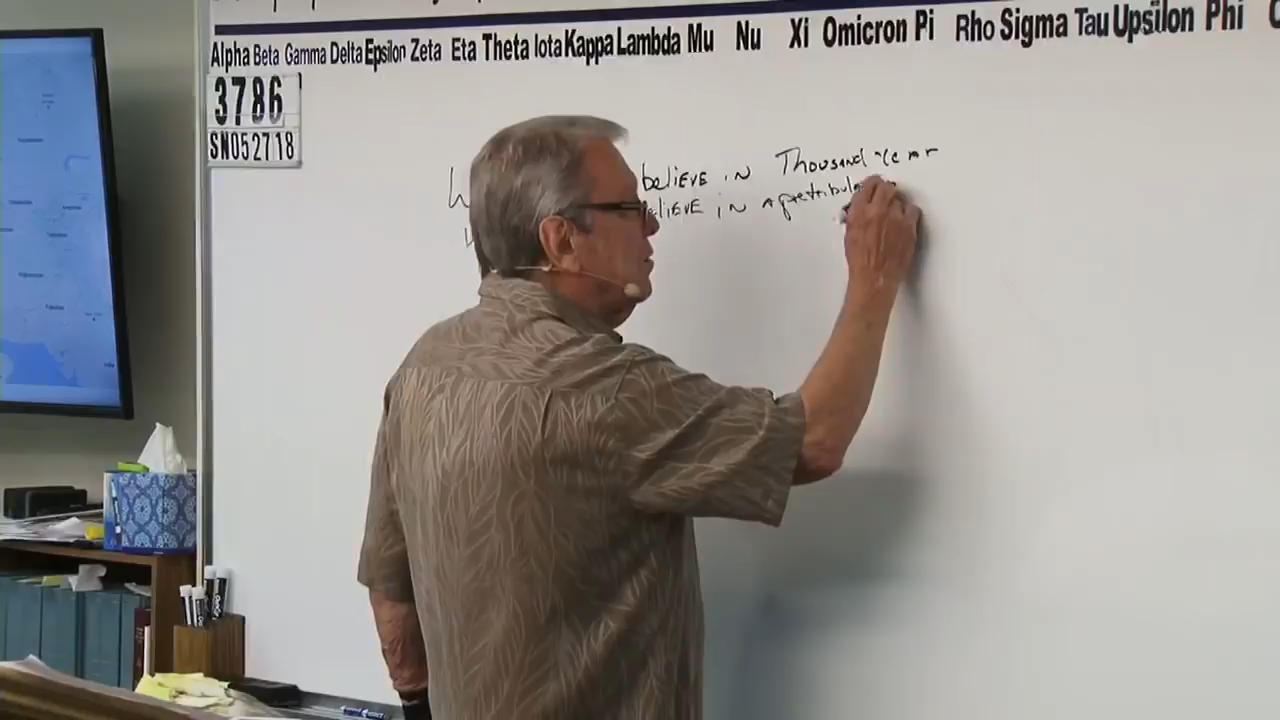 Alpha Beta Gamma Delta Epsilon Zeta Eta Theta Iota Kappa Lambda Mu Nu Xi Omicron Pi Rho Sigma Tau Upsilon Phi
3786
SN052718
believe in Thousand Year
believe in a pretribula